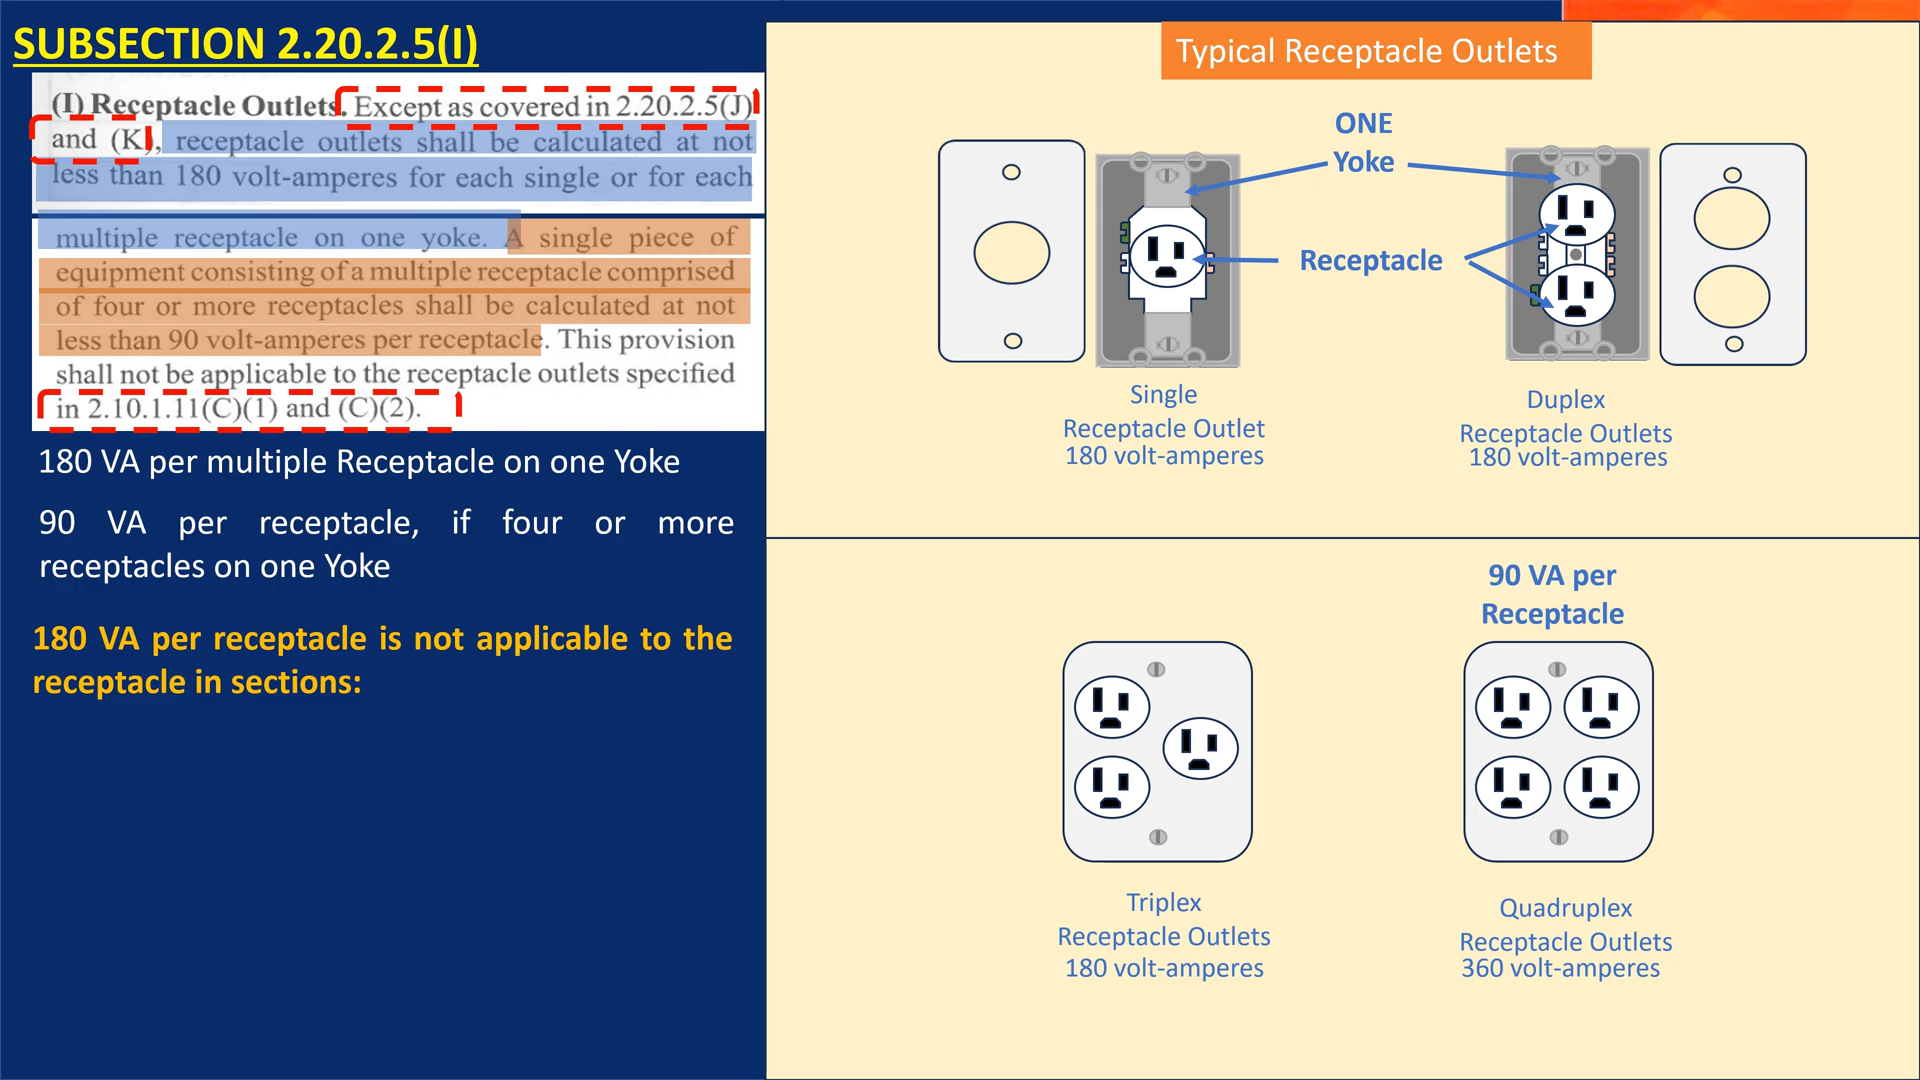 SUBSECTION 2.20.2.5(I)
(I) Receptacle Outlets. Except as covered in 2.20.2.5(J)
and (K), receptacle outlets shall be calculated at not
less than 180 volt-amperes for each single or for each
multiple receptacle on one yoke. A single piece of
equipment consisting of a multiple receptacle comprised
of four or more receptacles shall be calculated at not
less than 90 volt-amperes per receptacle. This provision
shall not be applicable to the receptacle outlets specified
in 2.10.1.11(C)(1) and (C)(2).
180 VA per multiple Receptacle on one Yoke
90 VA per receptacle, if four or more
receptacles on one Yoke
180 VA per receptacle is not applicable to the
receptacle in sections:
Typical Receptacle Outlets
ONE
Yoke
Receptacle
Single
Receptacle Outlet
180 volt-amperes
Duplex
Receptacle Outlets
180 volt-amperes
90 VA per
Receptacle
Triplex
Receptacle Outlets
180 volt-amperes
Quadruplex
Receptacle Outlets
360 volt-amperes